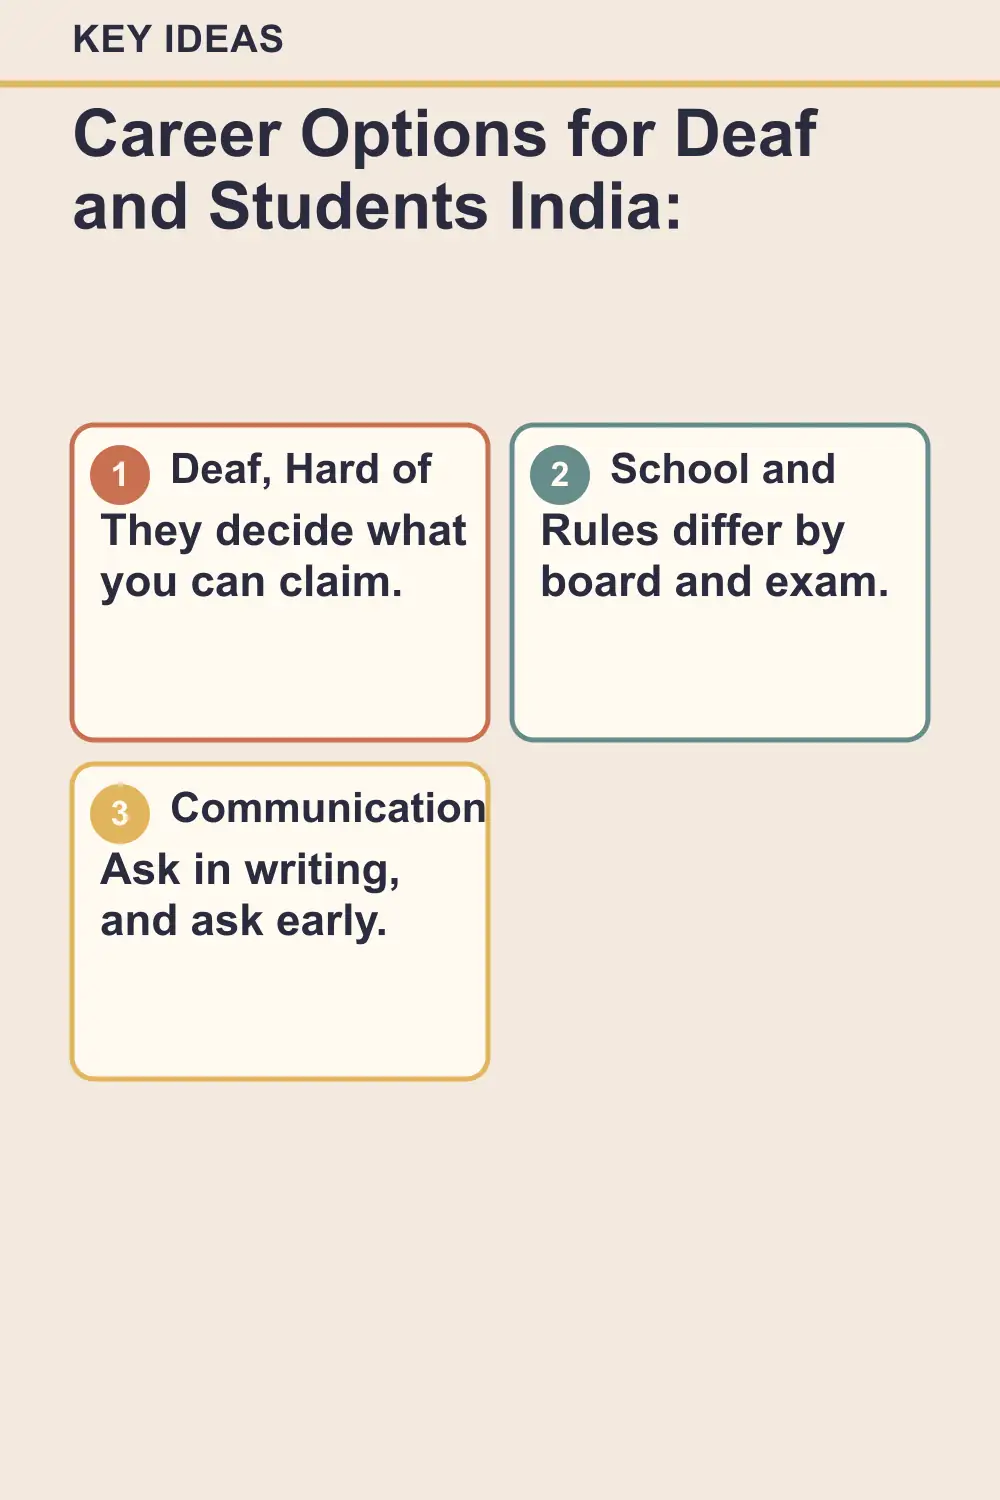 KEY IDEAS
Career Options for Deaf
and Students India:
1 Deaf, Hard of
They decide what
you can claim.
2 School and
Rules differ by
board and exam.
3 Communication
Ask in writing,
and ask early.